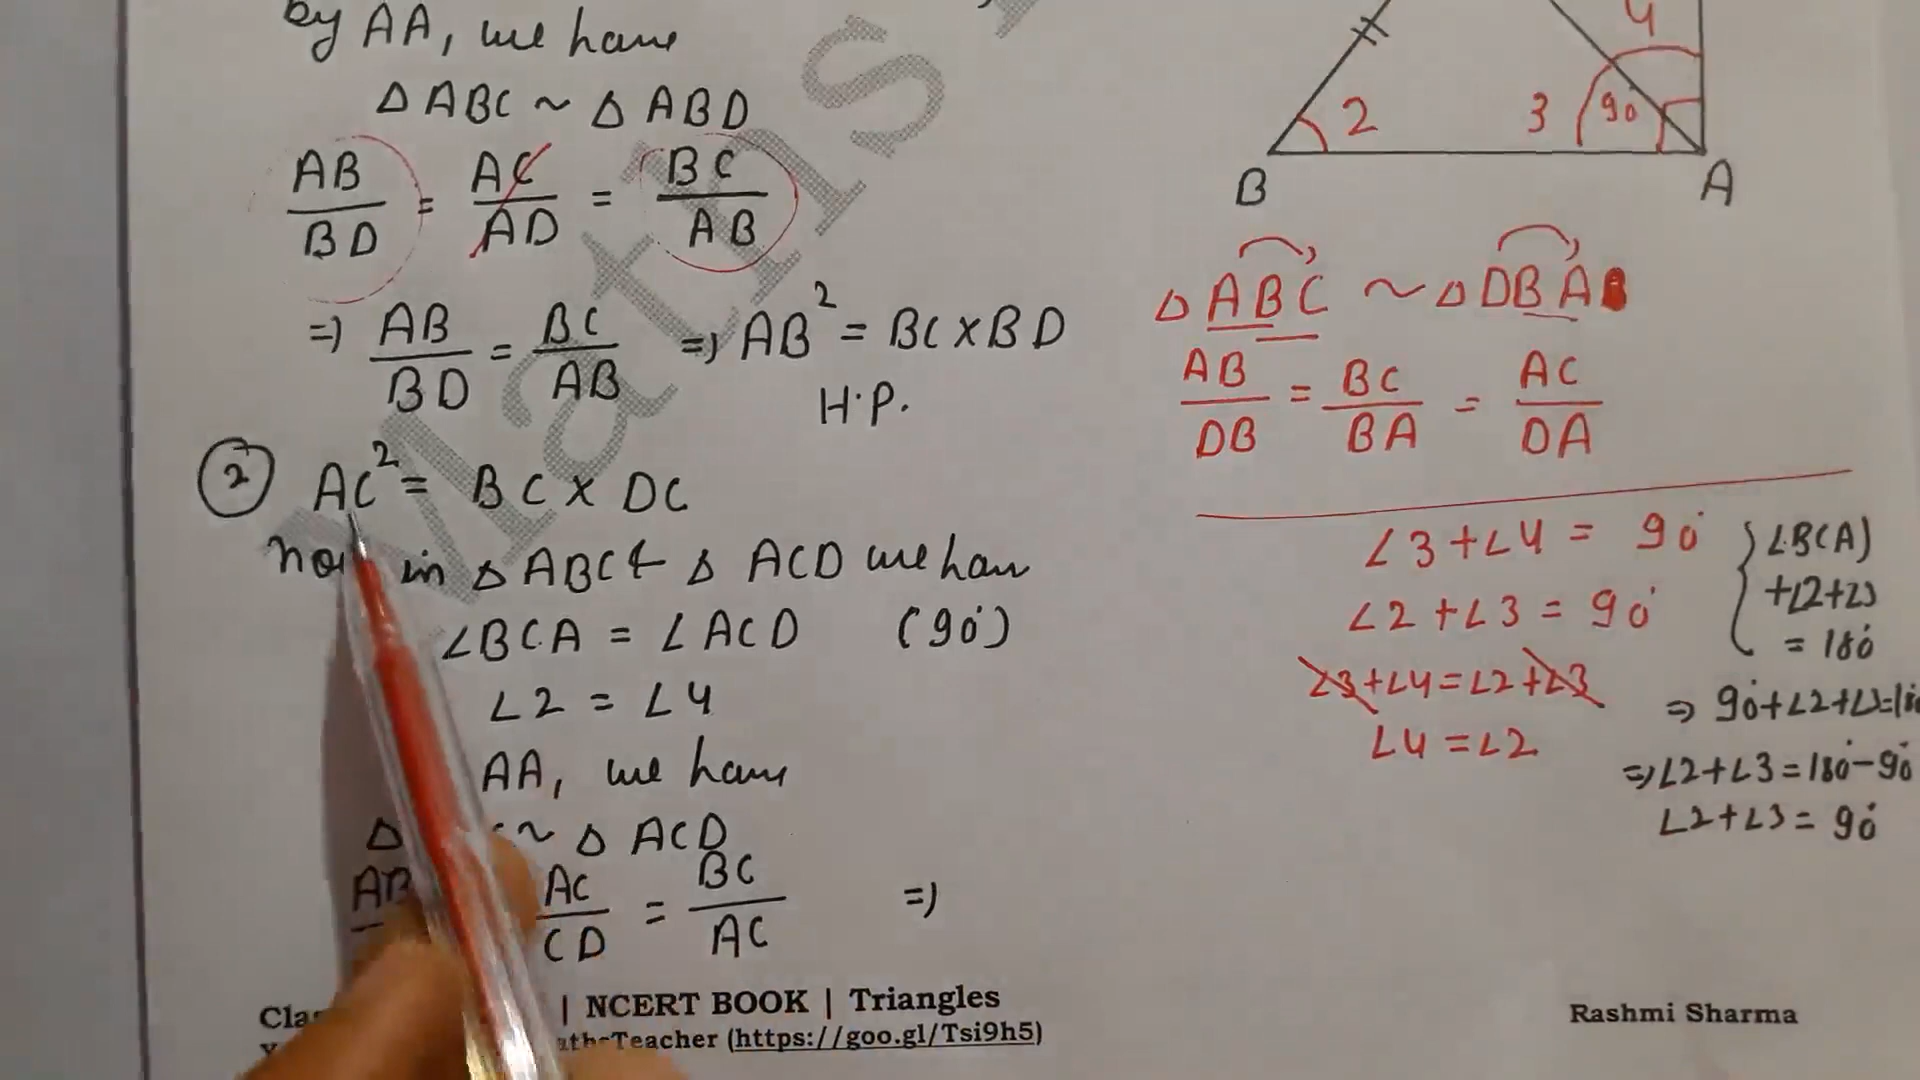 by AA, we have
△ABC ~ △ABD
AB/BD = AC/AD = BC/AB
=) AB/BD = BC/AB =) AB² = BC×BD
H.P.
② AC² = BC × DC
in △ABC & △ACD we have
∠BCA = ∠ACD (90°)
∠2 = ∠4
AA, we have
△ ~ △ACD
AB AC/CD = BC/AC =)
| NCERT BOOK | Triangles
Teacher (https://goo.gl/Tsi9h5)
4
2 3 90°
B A
△ABC ~ △DBA
AB/DB = BC/BA = AC/DA
∠3+∠4 = 90°
∠2+∠3 = 90°
∠3+∠4=∠2+∠3
∠4=∠2
∠BCA)
+∠2+∠3
= 180°
=) 90°+∠2+∠3=18
=)∠2+∠3=180°-90°
∠2+∠3= 90°
Rashmi Sharma
Maths